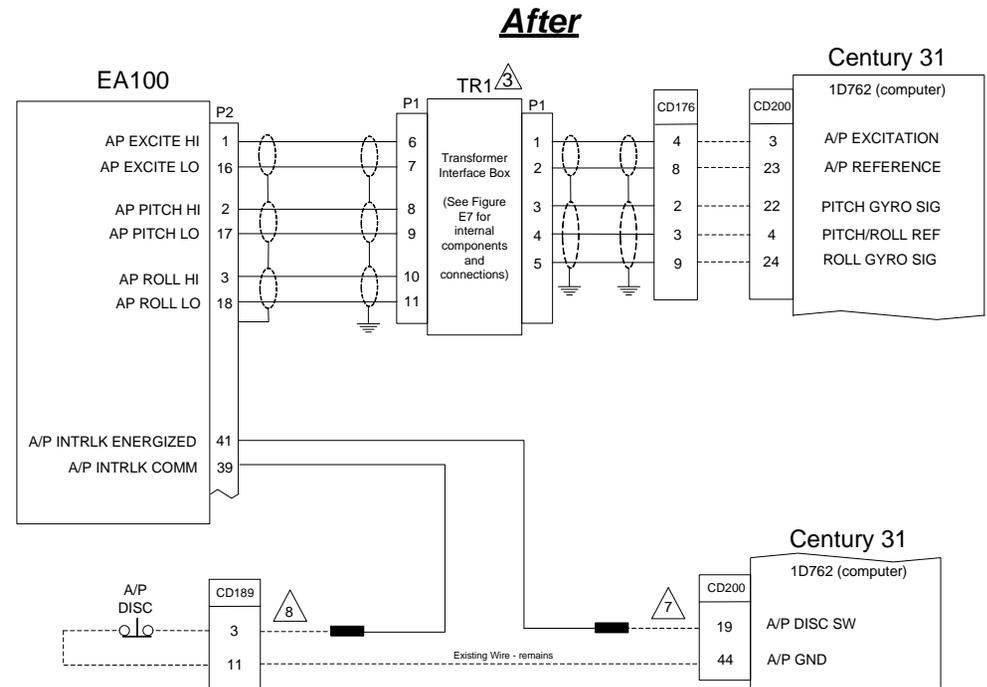 After
EA100
TR1
3
Century 31
P2
P1
P1
CD176
CD200
1D762 (computer)
AP EXCITE HI 1 6 1 4 3 A/P EXCITATION
AP EXCITE LO 16 7 2 8 23 A/P REFERENCE
AP PITCH HI 2 8 3 2 22 PITCH GYRO SIG
AP PITCH LO 17 9 4 3 4 PITCH/ROLL REF
AP ROLL HI 3 10 5 9 24 ROLL GYRO SIG
AP ROLL LO 18 11
Transformer
Interface Box
(See Figure
E7 for
internal
components
and
connections)
A/P INTRLK ENERGIZED 41
A/P INTRLK COMM 39
Century 31
1D762 (computer)
A/P
DISC
CD189
8
7
CD200
3
19 A/P DISC SW
11
Existing Wire - remains
44 A/P GND